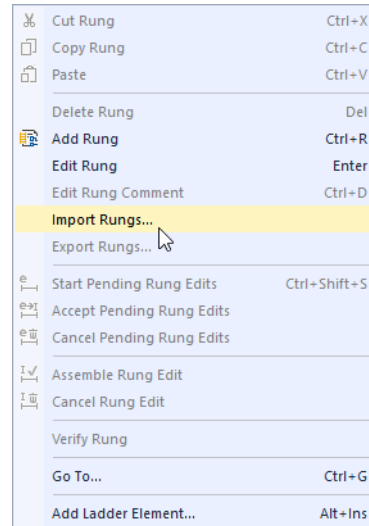 Cut Rung Ctrl+X
Copy Rung Ctrl+C
Paste Ctrl+V
Delete Rung Del
Add Rung Ctrl+R
Edit Rung Enter
Edit Rung Comment Ctrl+D
Import Rungs...
Export Rungs...
Start Pending Rung Edits Ctrl+Shift+S
Accept Pending Rung Edits
Cancel Pending Rung Edits
Assemble Rung Edit
Cancel Rung Edit
Verify Rung
Go To... Ctrl+G
Add Ladder Element... Alt+Ins